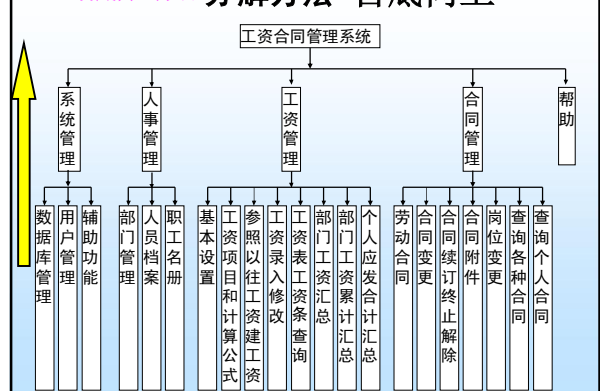 分解方法-自底向上
工资合同管理系统
系统管理
人事管理
工资管理
合同管理
帮助
数据库管理
用户管理
辅助功能
部门管理
人员档案
职工名册
基本设置
工资项目和计算公式
参照以往工资建工资
工资录入修改
工资表工资条查询
部门工资汇总
部门工资累计汇总
个人应发合计汇总
劳动合同
合同变更
合同续订终止解除
合同附件
岗位变更
查询各种合同
查询个人合同